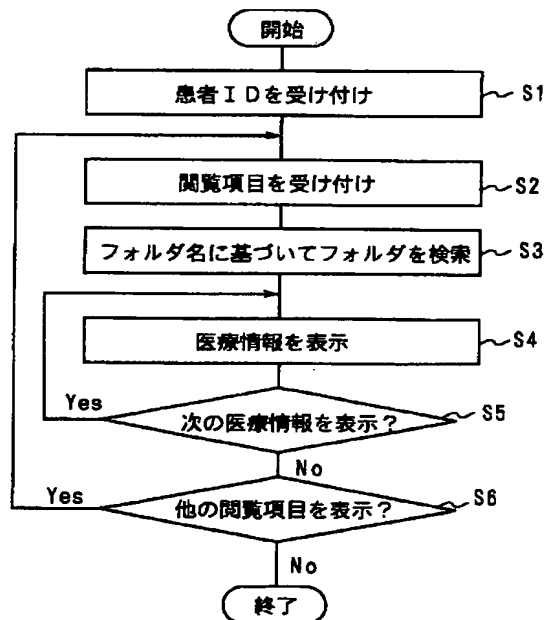 開始
患者IDを受け付け
S1
閲覧項目を受け付け
S2
フォルダ名に基づいてフォルダを検索
S3
医療情報を表示
S4
次の医療情報を表示?
S5
Yes
No
他の閲覧項目を表示?
S6
Yes
No
終了